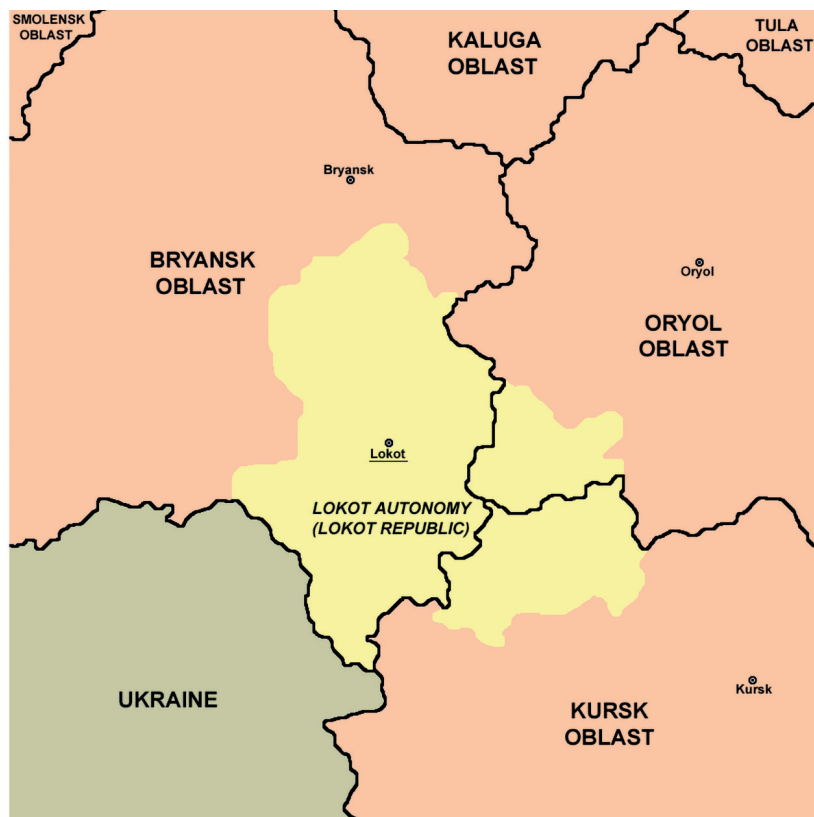 SMOLENSK
OBLAST
KALUGA
OBLAST
TULA
OBLAST
Bryansk
BRYANSK
OBLAST
Oryol
ORYOL
OBLAST
Lokot
LOKOT AUTONOMY
(LOKOT REPUBLIC)
UKRAINE
Kursk
KURSK
OBLAST